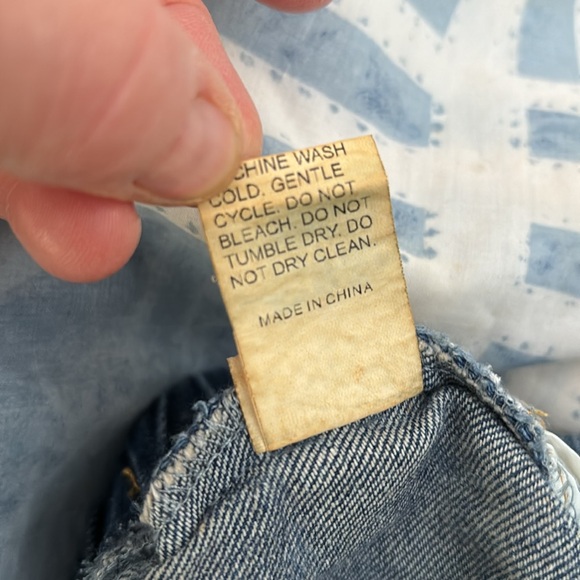 CHINE WASH
COLD. GENTLE
CYCLE. DO NOT
BLEACH. DO NOT
TUMBLE DRY. DO
NOT DRY CLEAN.
MADE IN CHINA